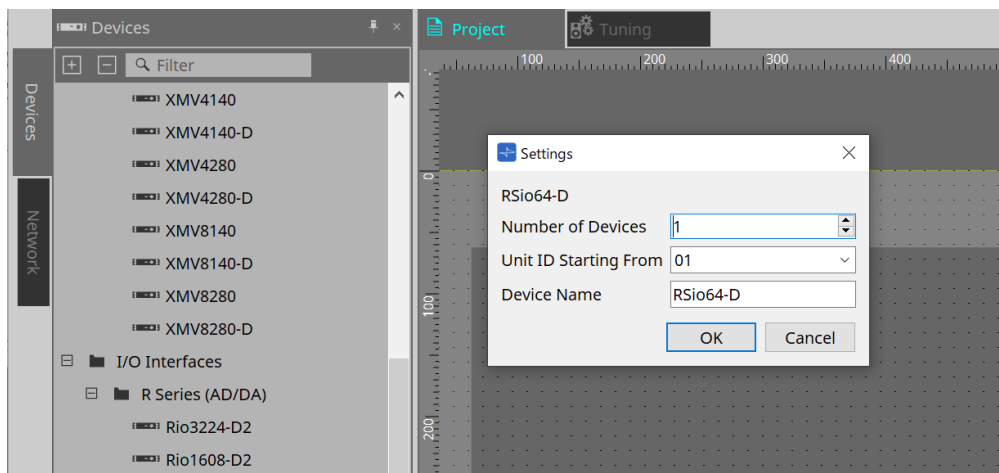 Devices
Filter
XMV4140
XMV4140-D
XMV4280
XMV4280-D
XMV8140
XMV8140-D
XMV8280
XMV8280-D
I/O Interfaces
R Series (AD/DA)
Rio3224-D2
Rio1608-D2
Devices
Network
Project
Tuning
100
200
300
400
0
100
200
Settings
RSio64-D
Number of Devices 1
Unit ID Starting From 01
Device Name RSio64-D
OK Cancel